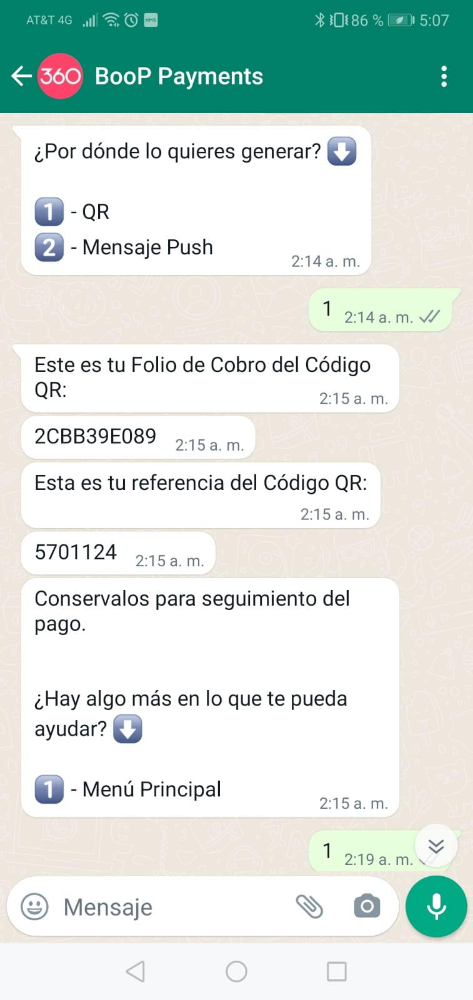 AT&T 4G HMS 86 % 5:07
360 BooP Payments
¿Por dónde lo quieres generar? ⬇️
1️⃣ - QR
2️⃣ - Mensaje Push
2:14 a. m.
1 2:14 a. m.
Este es tu Folio de Cobro del Código
QR:
2:15 a. m.
2CBB39E089 2:15 a. m.
Esta es tu referencia del Código QR:
2:15 a. m.
5701124 2:15 a. m.
Conservalos para seguimiento del
pago.
¿Hay algo más en lo que te pueda
ayudar? ⬇️
1️⃣ - Menú Principal
2:15 a. m.
1 2:19 a. m.
Mensaje